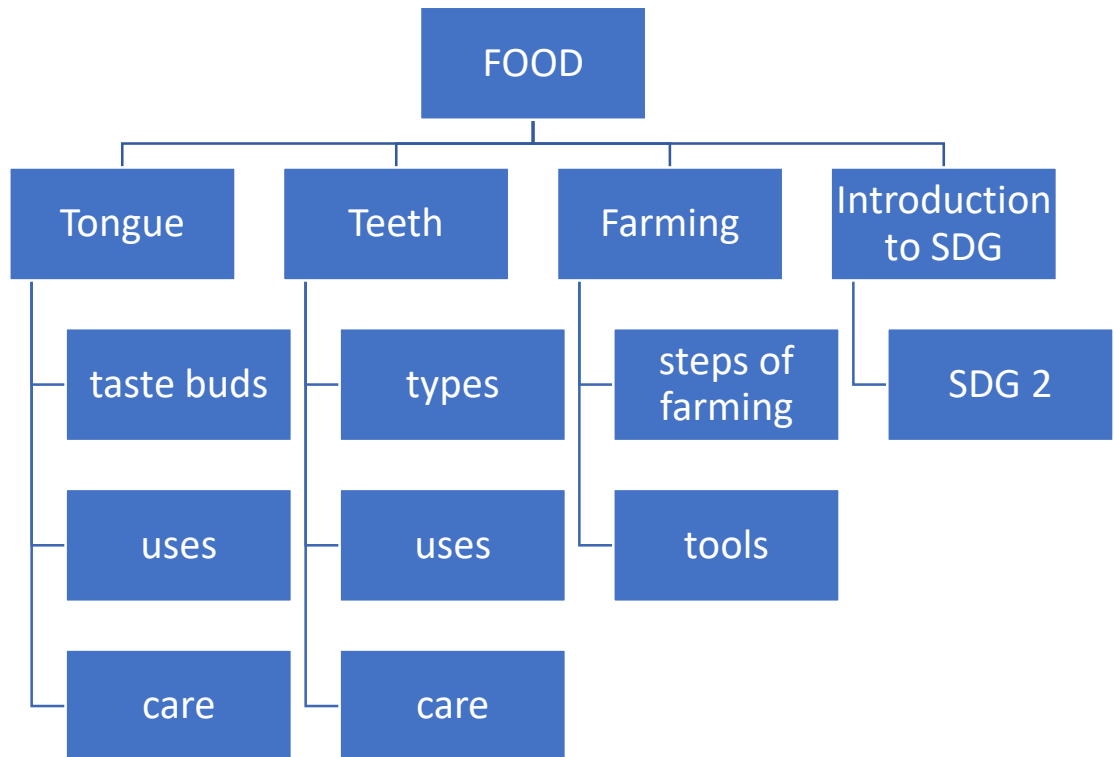 FOOD
Tongue
Teeth
Farming
Introduction
to SDG
taste buds
types
steps of
farming
SDG 2
uses
uses
tools
care
care